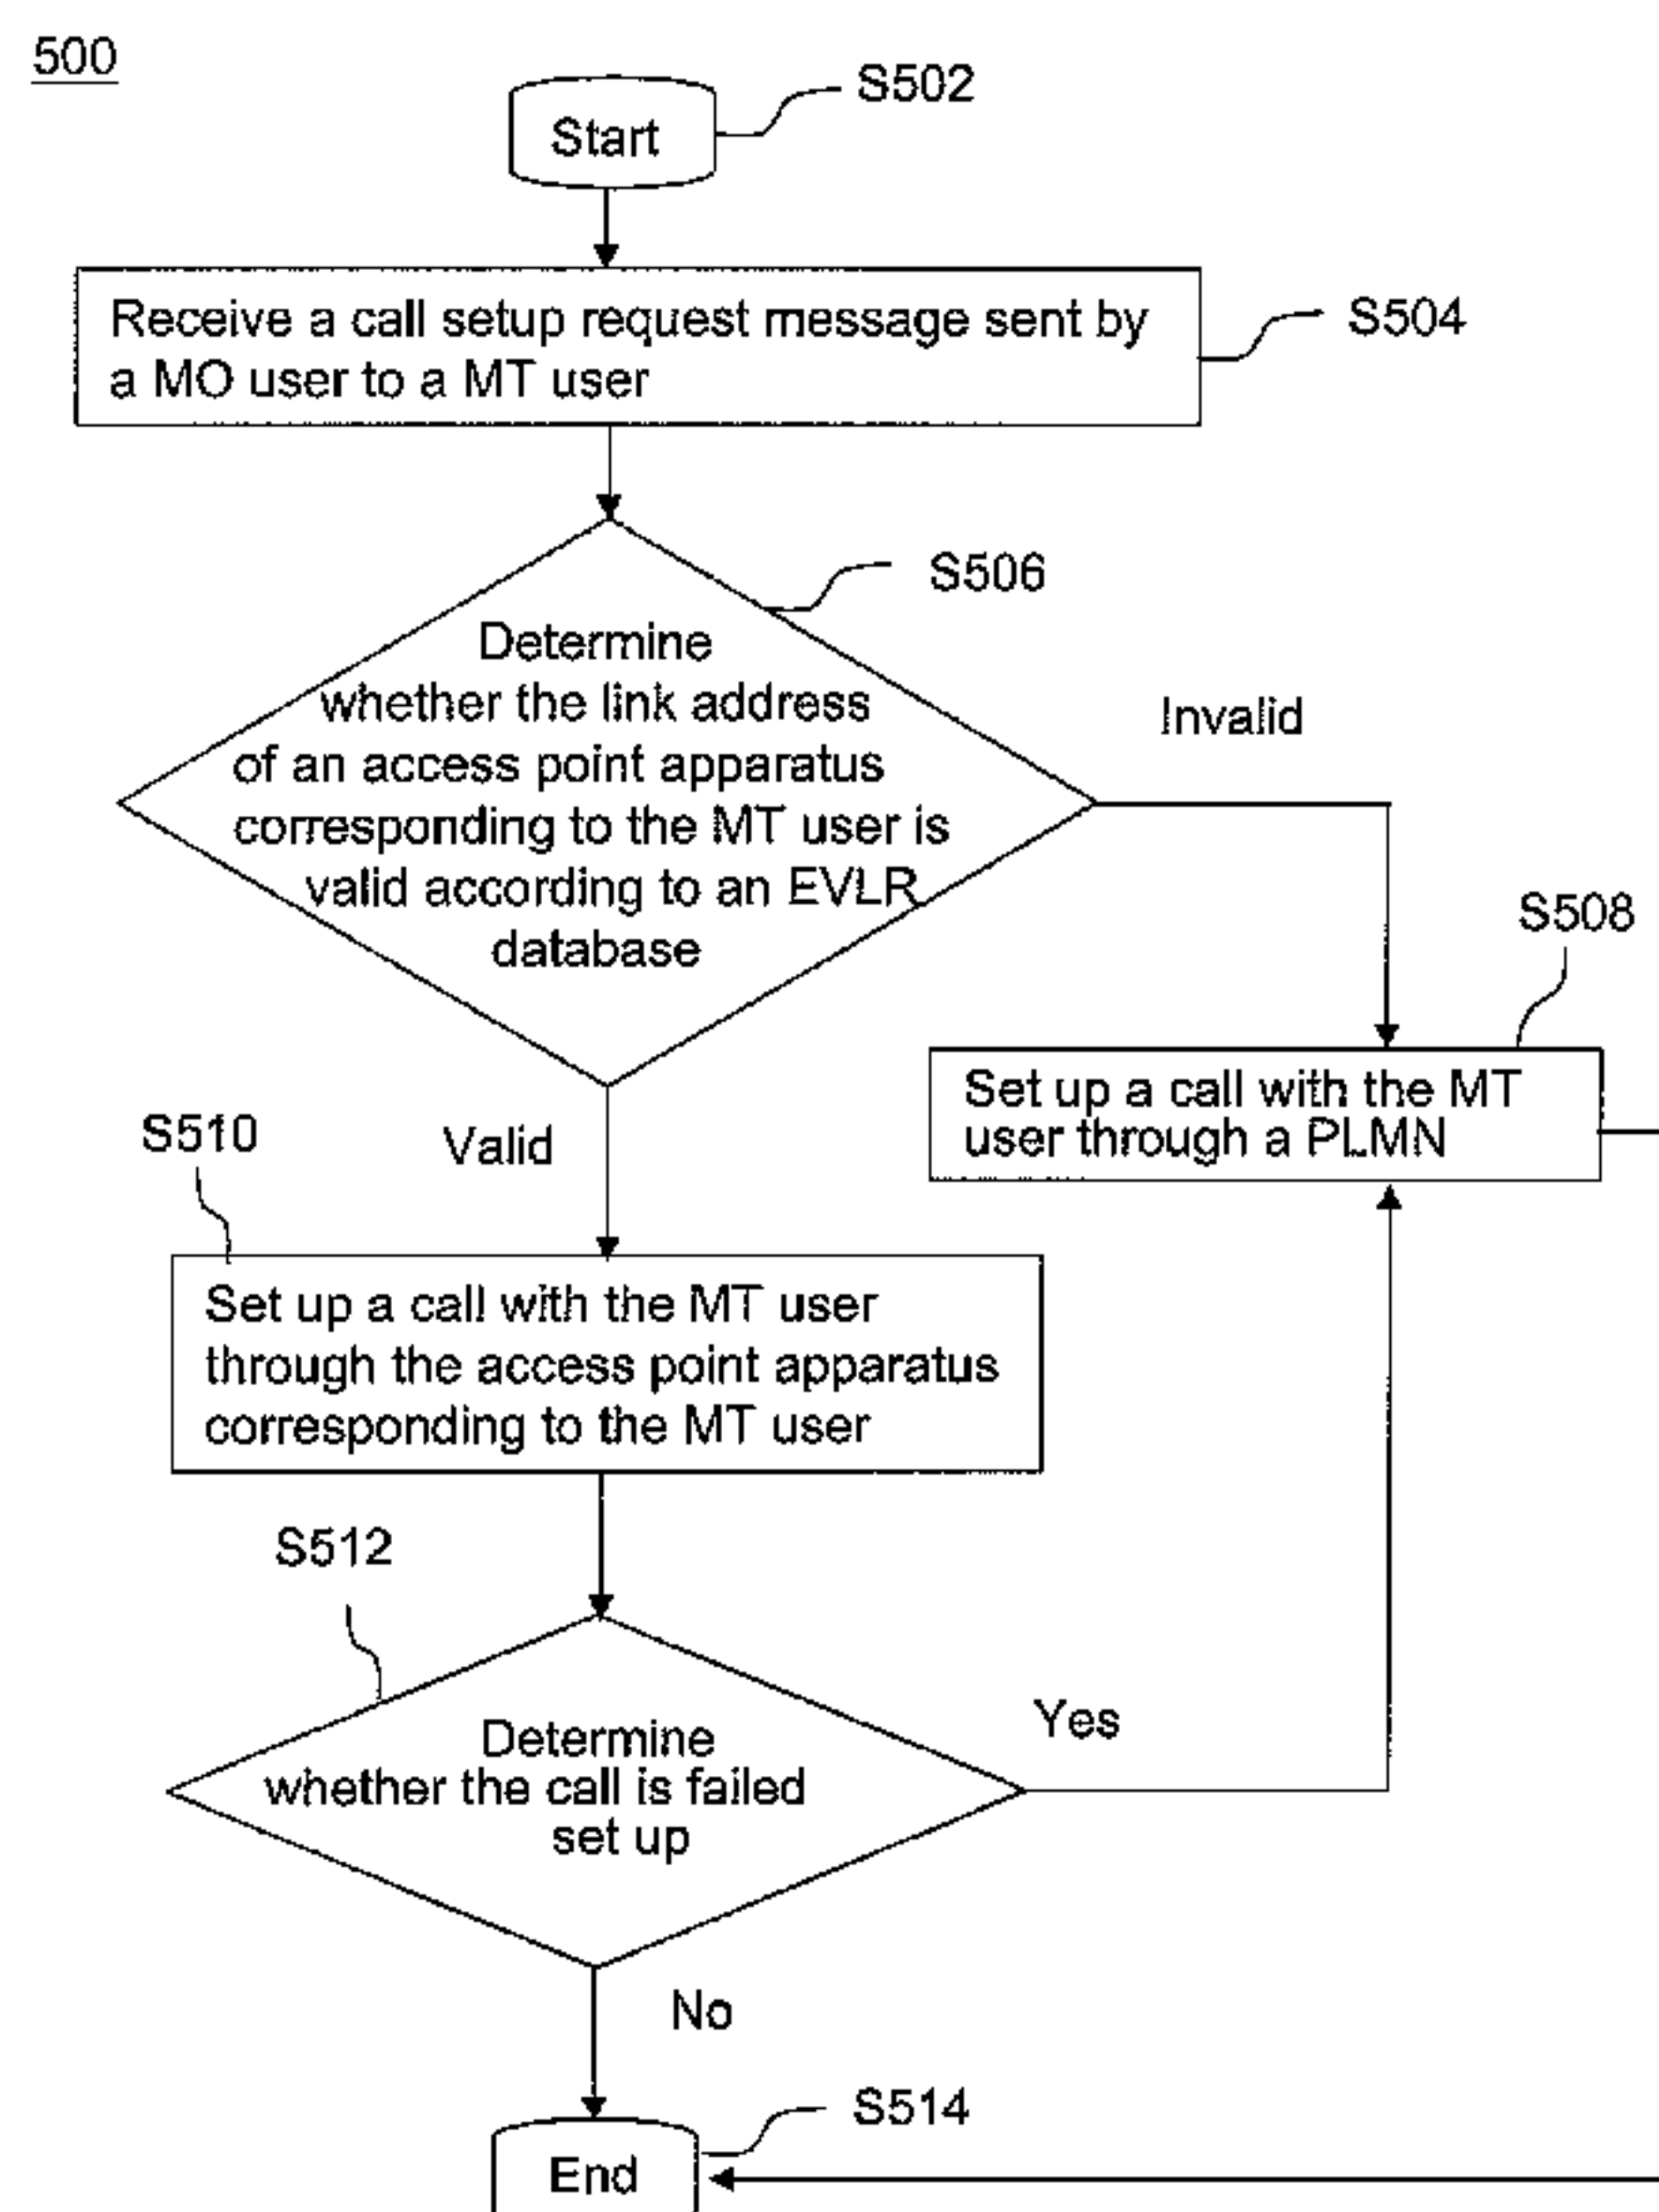 500
S502
Start
Receive a call setup request message sent by
a MO user to a MT user
S504
S506
Determine
whether the link address
of an access point apparatus
corresponding to the MT user is
valid according to an EVLR
database
Invalid
S508
Set up a call with the MT
user through a PLMN
S510
Valid
Set up a call with the MT user
through the access point apparatus
corresponding to the MT user
S512
Determine
whether the call is failed
set up
Yes
No
S514
End